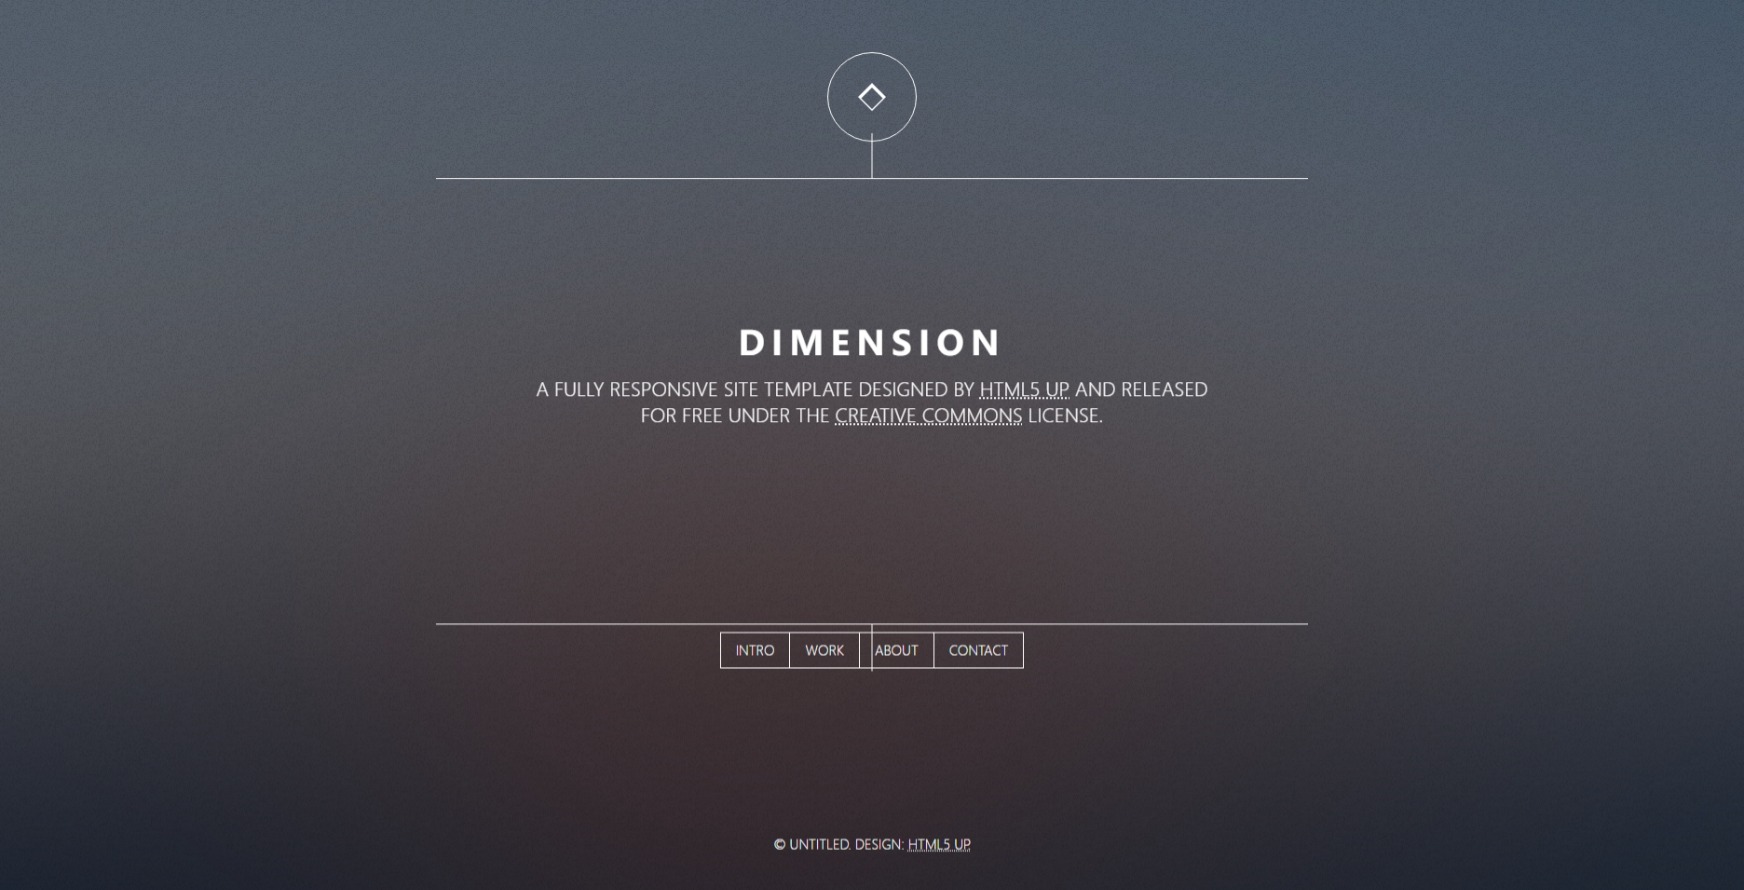 DIMENSION
A FULLY RESPONSIVE SITE TEMPLATE DESIGNED BY HTML5 UP AND RELEASED
FOR FREE UNDER THE CREATIVE COMMONS LICENSE.
INTRO WORK ABOUT CONTACT
© UNTITLED. DESIGN: HTML5 UP.